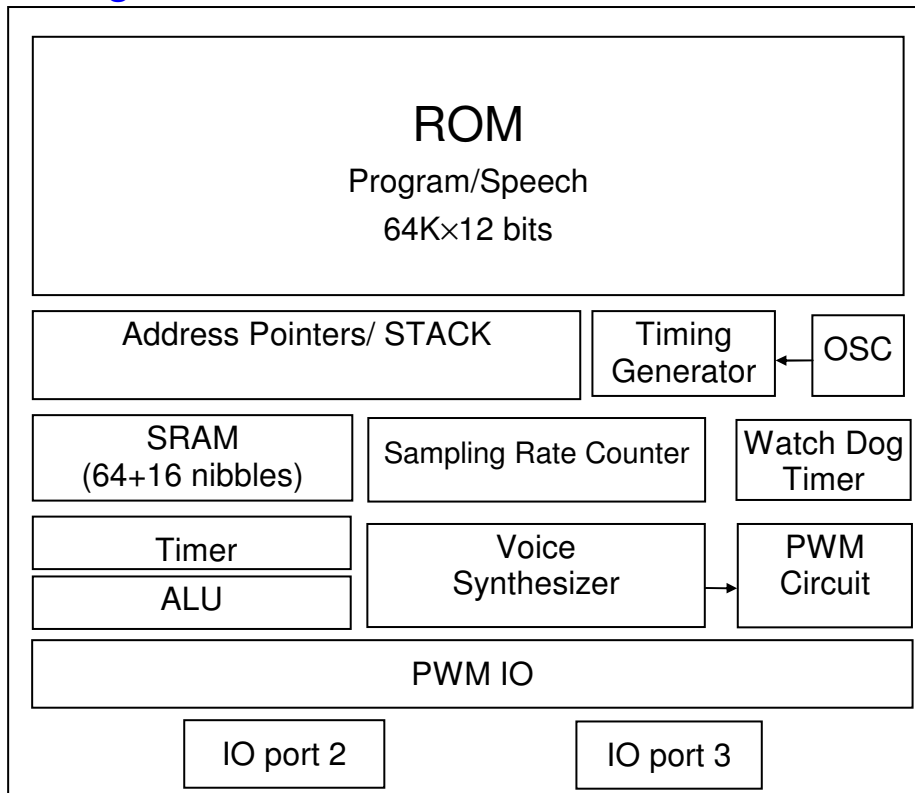 ROM
Program/Speech
64K×12 bits
Address Pointers/ STACK
Timing
Generator
OSC
SRAM
(64+16 nibbles)
Sampling Rate Counter
Watch Dog
Timer
Timer
ALU
Voice
Synthesizer
PWM
Circuit
PWM IO
IO port 2
IO port 3